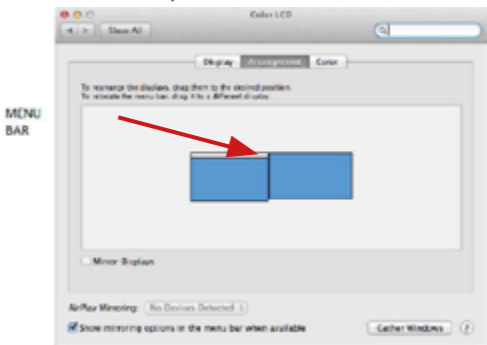 Color LCD
Show All
Display Arrangement Color
To rearrange the displays, drag them to the desired position.
To relocate the menu bar, drag it to a different display.
MENU
BAR
Mirror Displays
AirPlay Mirroring: No Devices Detected
Show mirroring options in the menu bar when available
Gather Windows ?